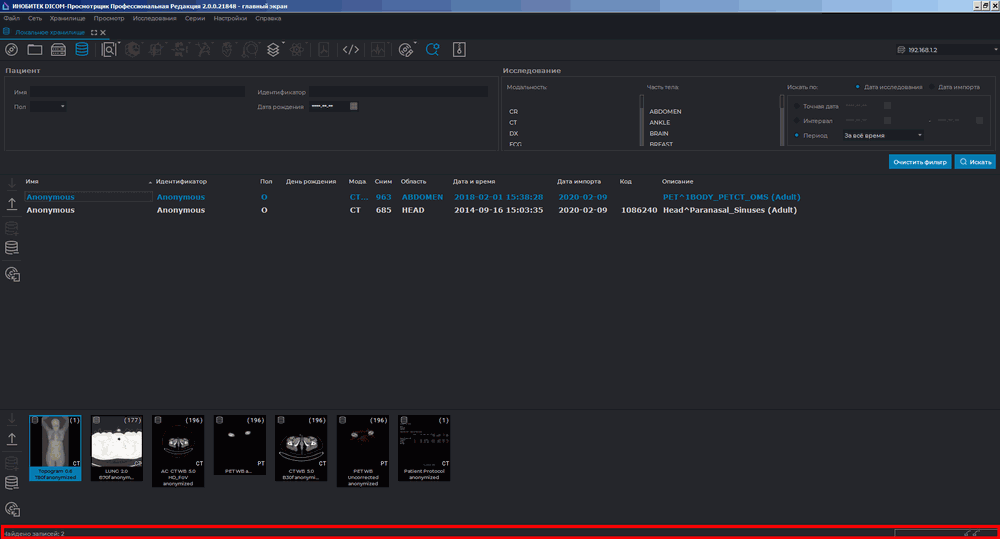 ИНОБИТЕК DICOM-Просмотрщик Профессиональная Редакция 2.0.0.21848 - главный экран
Файл Сеть Хранилище Просмотр Исследования Серии Настройки Справка
Локальное хранилище
192.168.1.2
Пациент
Имя
Идентификатор
Пол
Дата рождения
Исследование
Модальность:
CR
CT
DX
ECG
Часть тела:
ABDOMEN
ANKLE
BRAIN
BREAST
Искать по: Дата исследования Дата импорта
Точная дата
Интервал
Период За всё время
Очистить фильтр Искать
Имя Идентификатор Пол День рождения Мода Сним Область Дата и время Дата импорта Код Описание
Anonymous Anonymous O CT... 963 ABDOMEN 2018-02-01 15:38:28 2020-02-09 PET^1BODY_PETCT_OMS (Adult)
Anonymous Anonymous O CT 685 HEAD 2014-09-16 15:03:35 2020-02-09 1086240 Head^Paranasal_Sinuses (Adult)
(1) (177) (196) (196) (196) (196) (1)
CT CT CT PT CT PT CT
Topogram 0.6
T80fanonymized
LUNG 2.0
B70fanonym...
AC CTWB 5.0
HD_FoV
anonymized
PET WB a...
CTWB 5.0
B30fanonym...
PET WB
Uncorrected
anonymized
Patient Protocol
anonymized
Найдено записей: 2